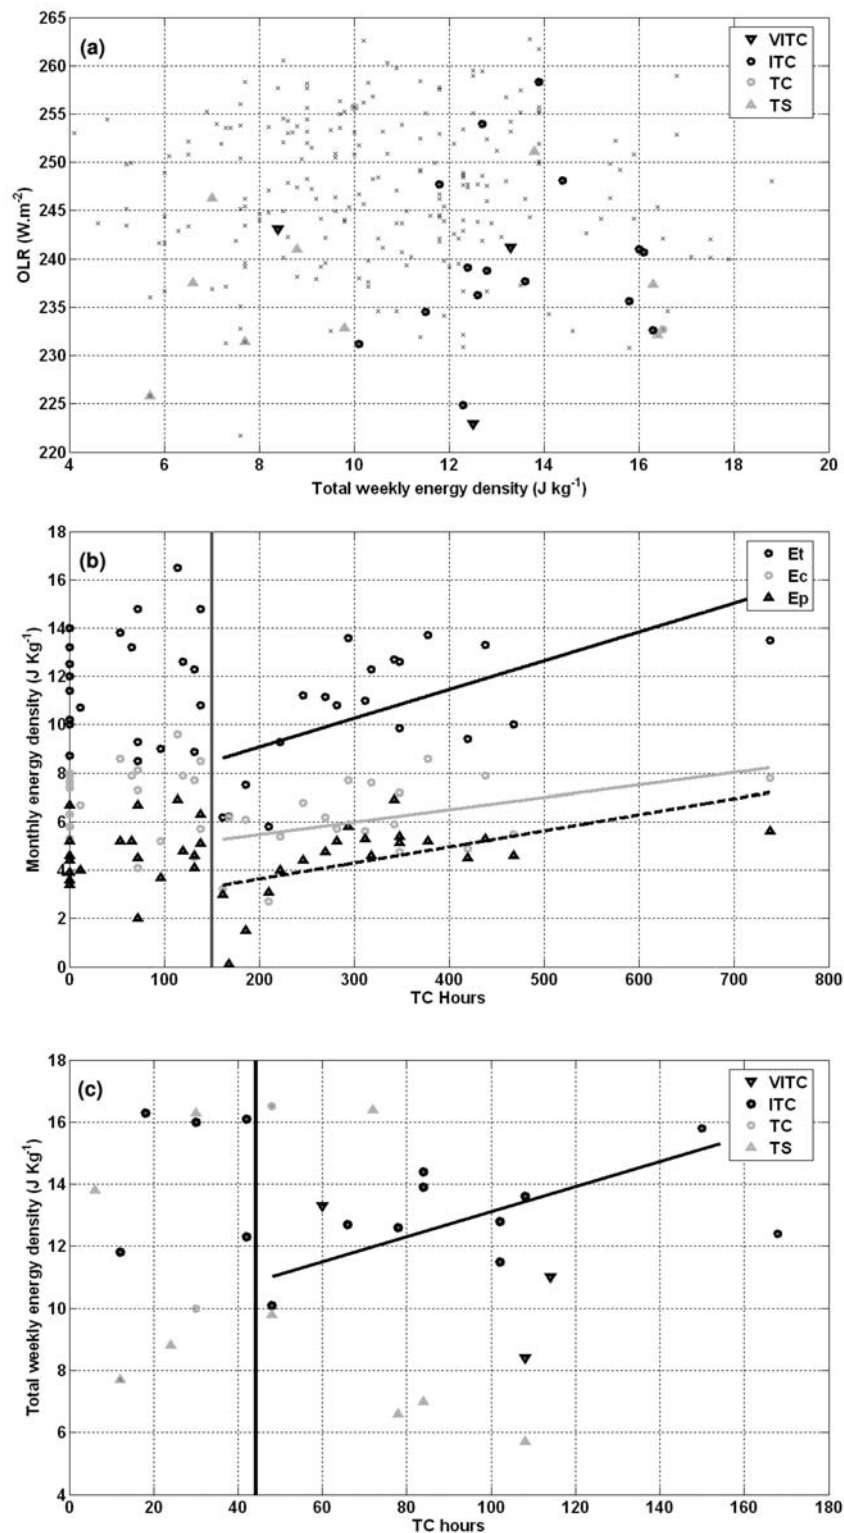 265
(a)
VITC
260
ITC
TC
255
TS
250
245
240
235
230
225
220
OLR (W.m-2)
4 6 8 10 12 14 16 18 20
Total weekly energy density (J kg-1)
18
(b)
Et
16
Ec
14
Ep
12
10
8
6
4
2
0
Monthly energy density (J Kg-1)
0 100 200 300 400 500 600 700 800
TC Hours
18
(c)
VITC
ITC
16
TC
TS
14
12
10
8
6
4
Total weekly energy density (J Kg-1)
0 20 40 60 80 100 120 140 160 180
TC hours